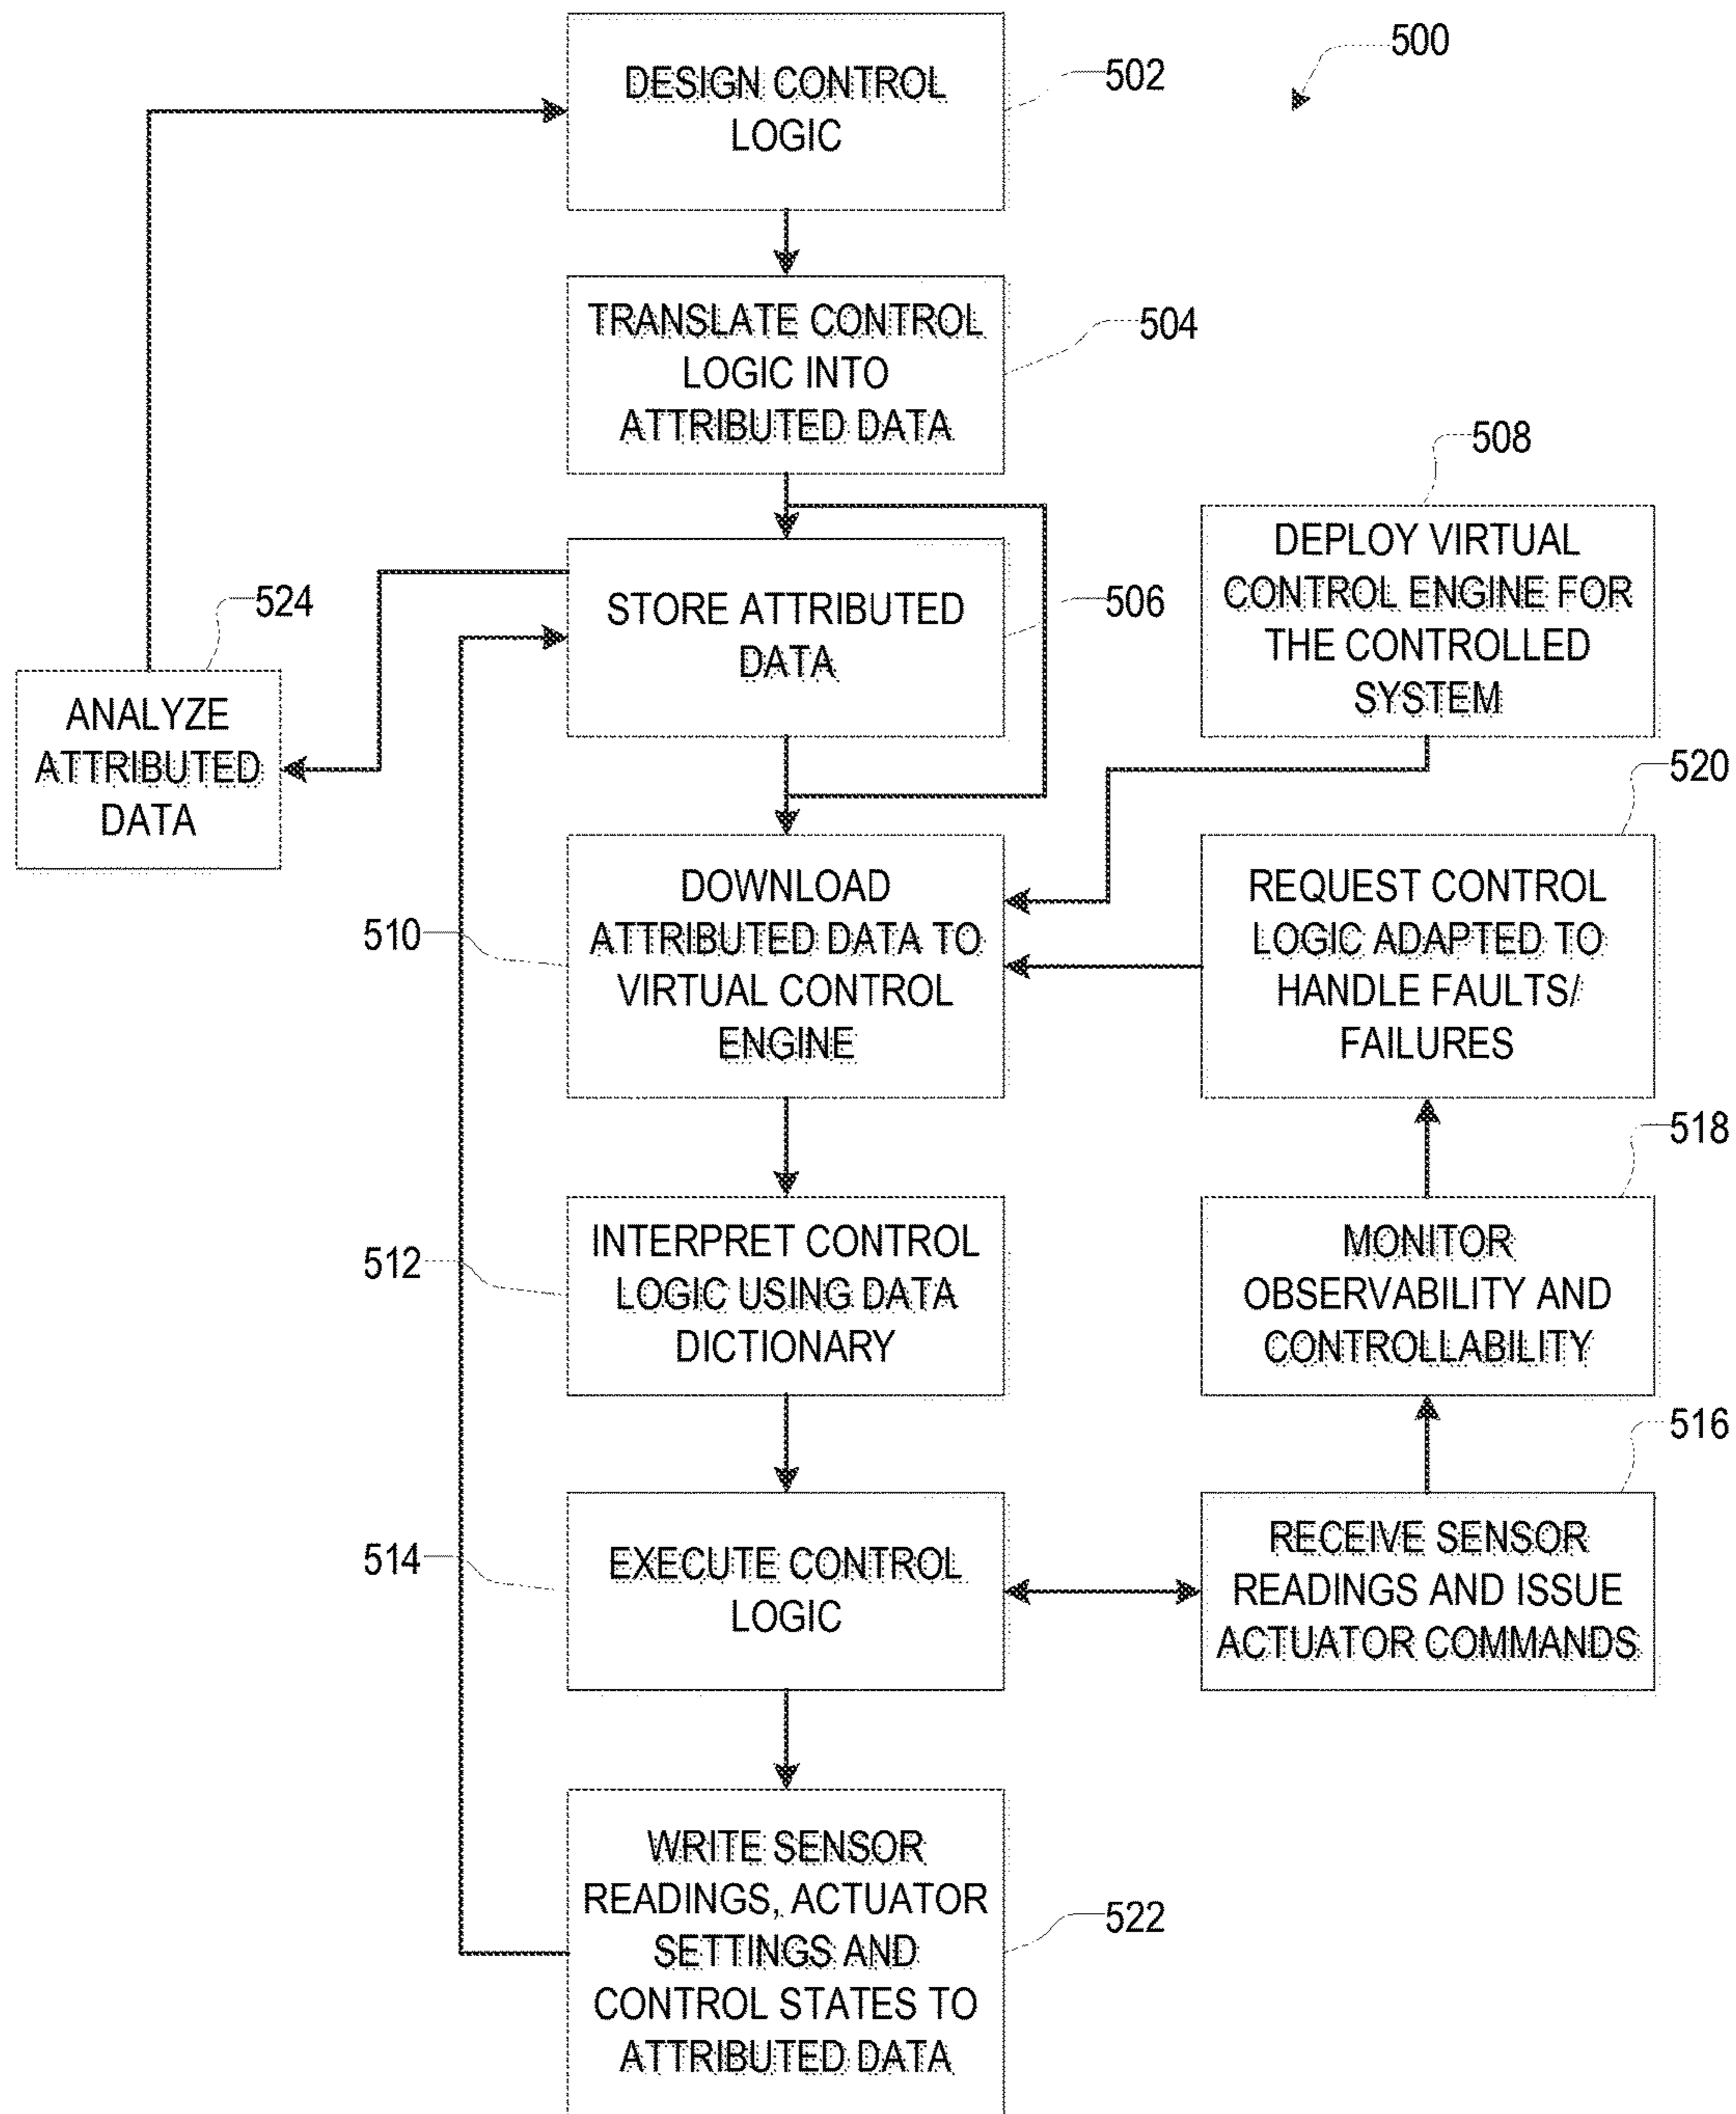 500
DESIGN CONTROL
LOGIC
502
TRANSLATE CONTROL
LOGIC INTO
ATTRIBUTED DATA
504
508
DEPLOY VIRTUAL
CONTROL ENGINE FOR
THE CONTROLLED
SYSTEM
STORE ATTRIBUTED
DATA
506
524
ANALYZE
ATTRIBUTED
DATA
520
REQUEST CONTROL
LOGIC ADAPTED TO
HANDLE FAULTS/
FAILURES
510
DOWNLOAD
ATTRIBUTED DATA TO
VIRTUAL CONTROL
ENGINE
518
MONITOR
OBSERVABILITY AND
CONTROLLABILITY
512
INTERPRET CONTROL
LOGIC USING DATA
DICTIONARY
516
RECEIVE SENSOR
READINGS AND ISSUE
ACTUATOR COMMANDS
514
EXECUTE CONTROL
LOGIC
WRITE SENSOR
READINGS, ACTUATOR
SETTINGS AND
CONTROL STATES TO
ATTRIBUTED DATA
522